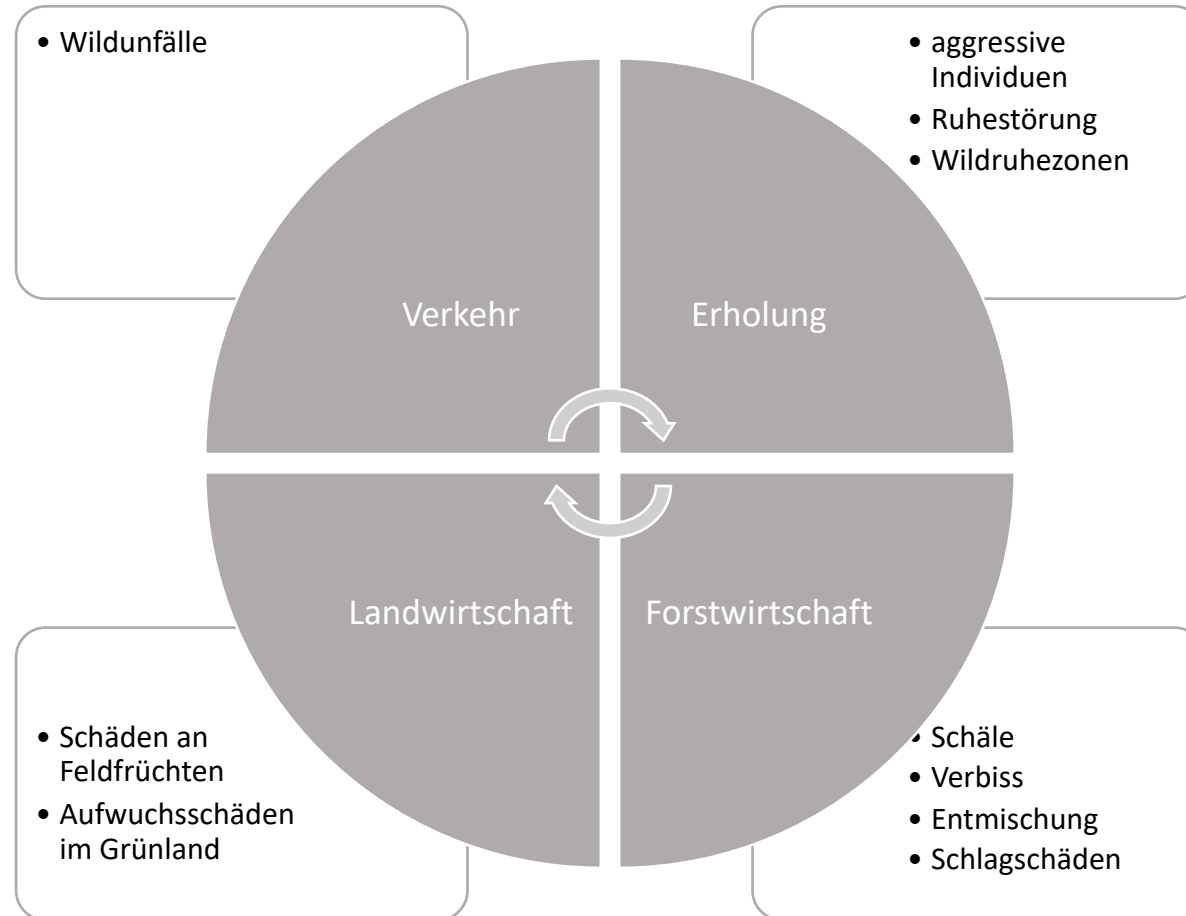 • Wildunfälle
• aggressive
Individuen
• Ruhestörung
• Wildruhezonen
Verkehr
Erholung
Landwirtschaft
Forstwirtschaft
• Schäden an
Feldfrüchten
• Aufwuchsschäden
im Grünland
• Schäle
• Verbiss
• Entmischung
• Schlagschäden